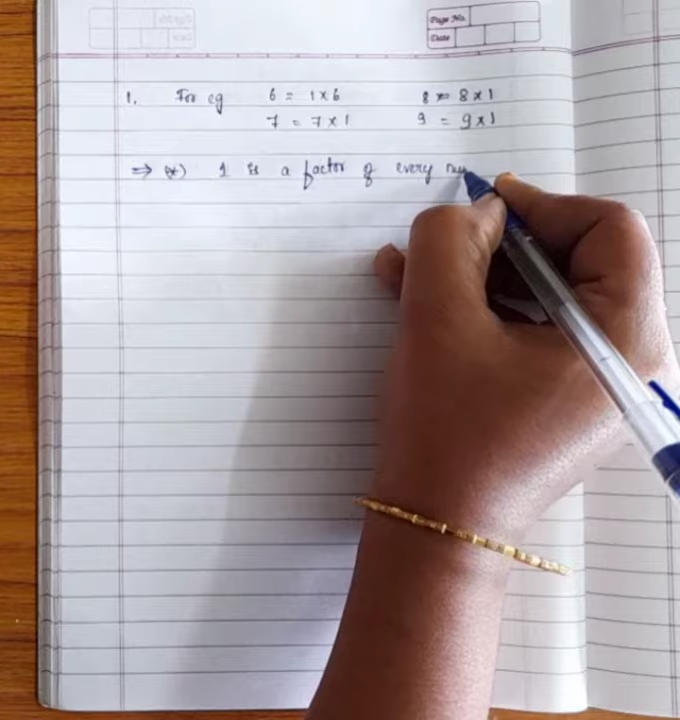 Page No.
Date
1. For eg 6 = 1 x 6 8 = 8 x 1
7 = 7 x 1 9 = 9 x 1
⇒ (*) 1 is a factor of every nu